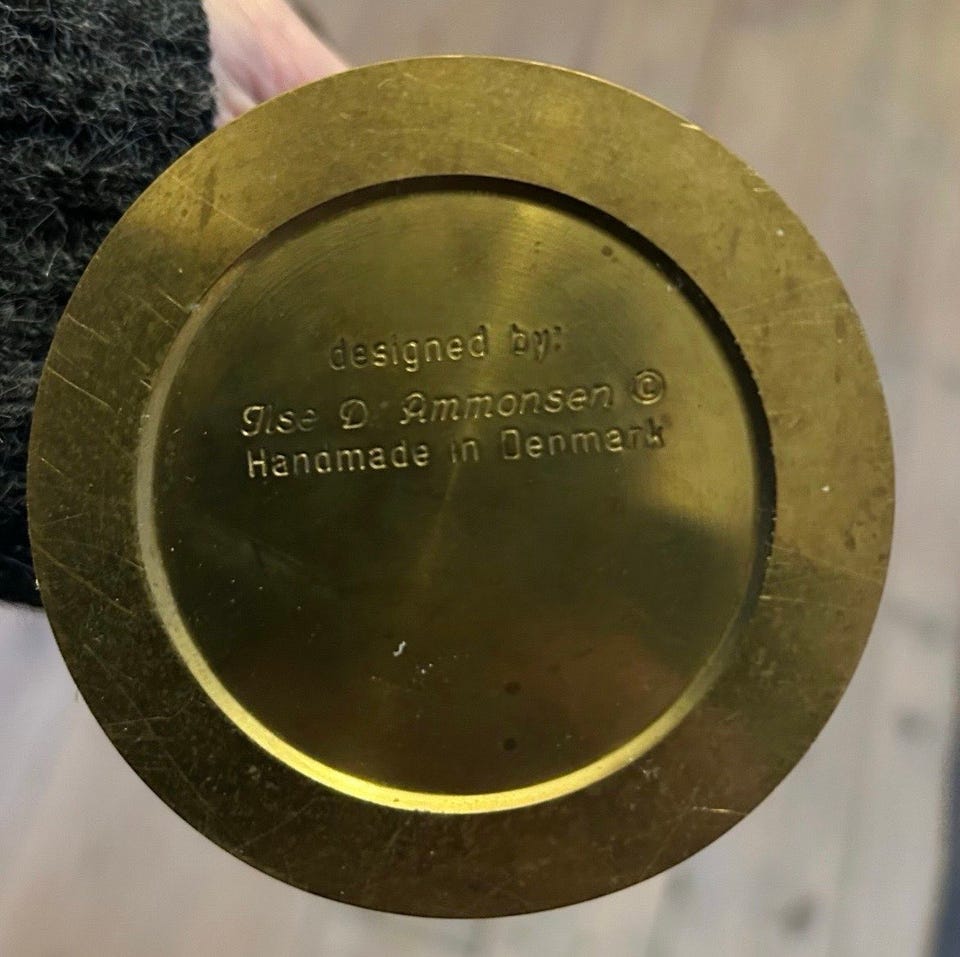 designed by:
Ilse D. Ammonsen ©
Handmade in Denmark